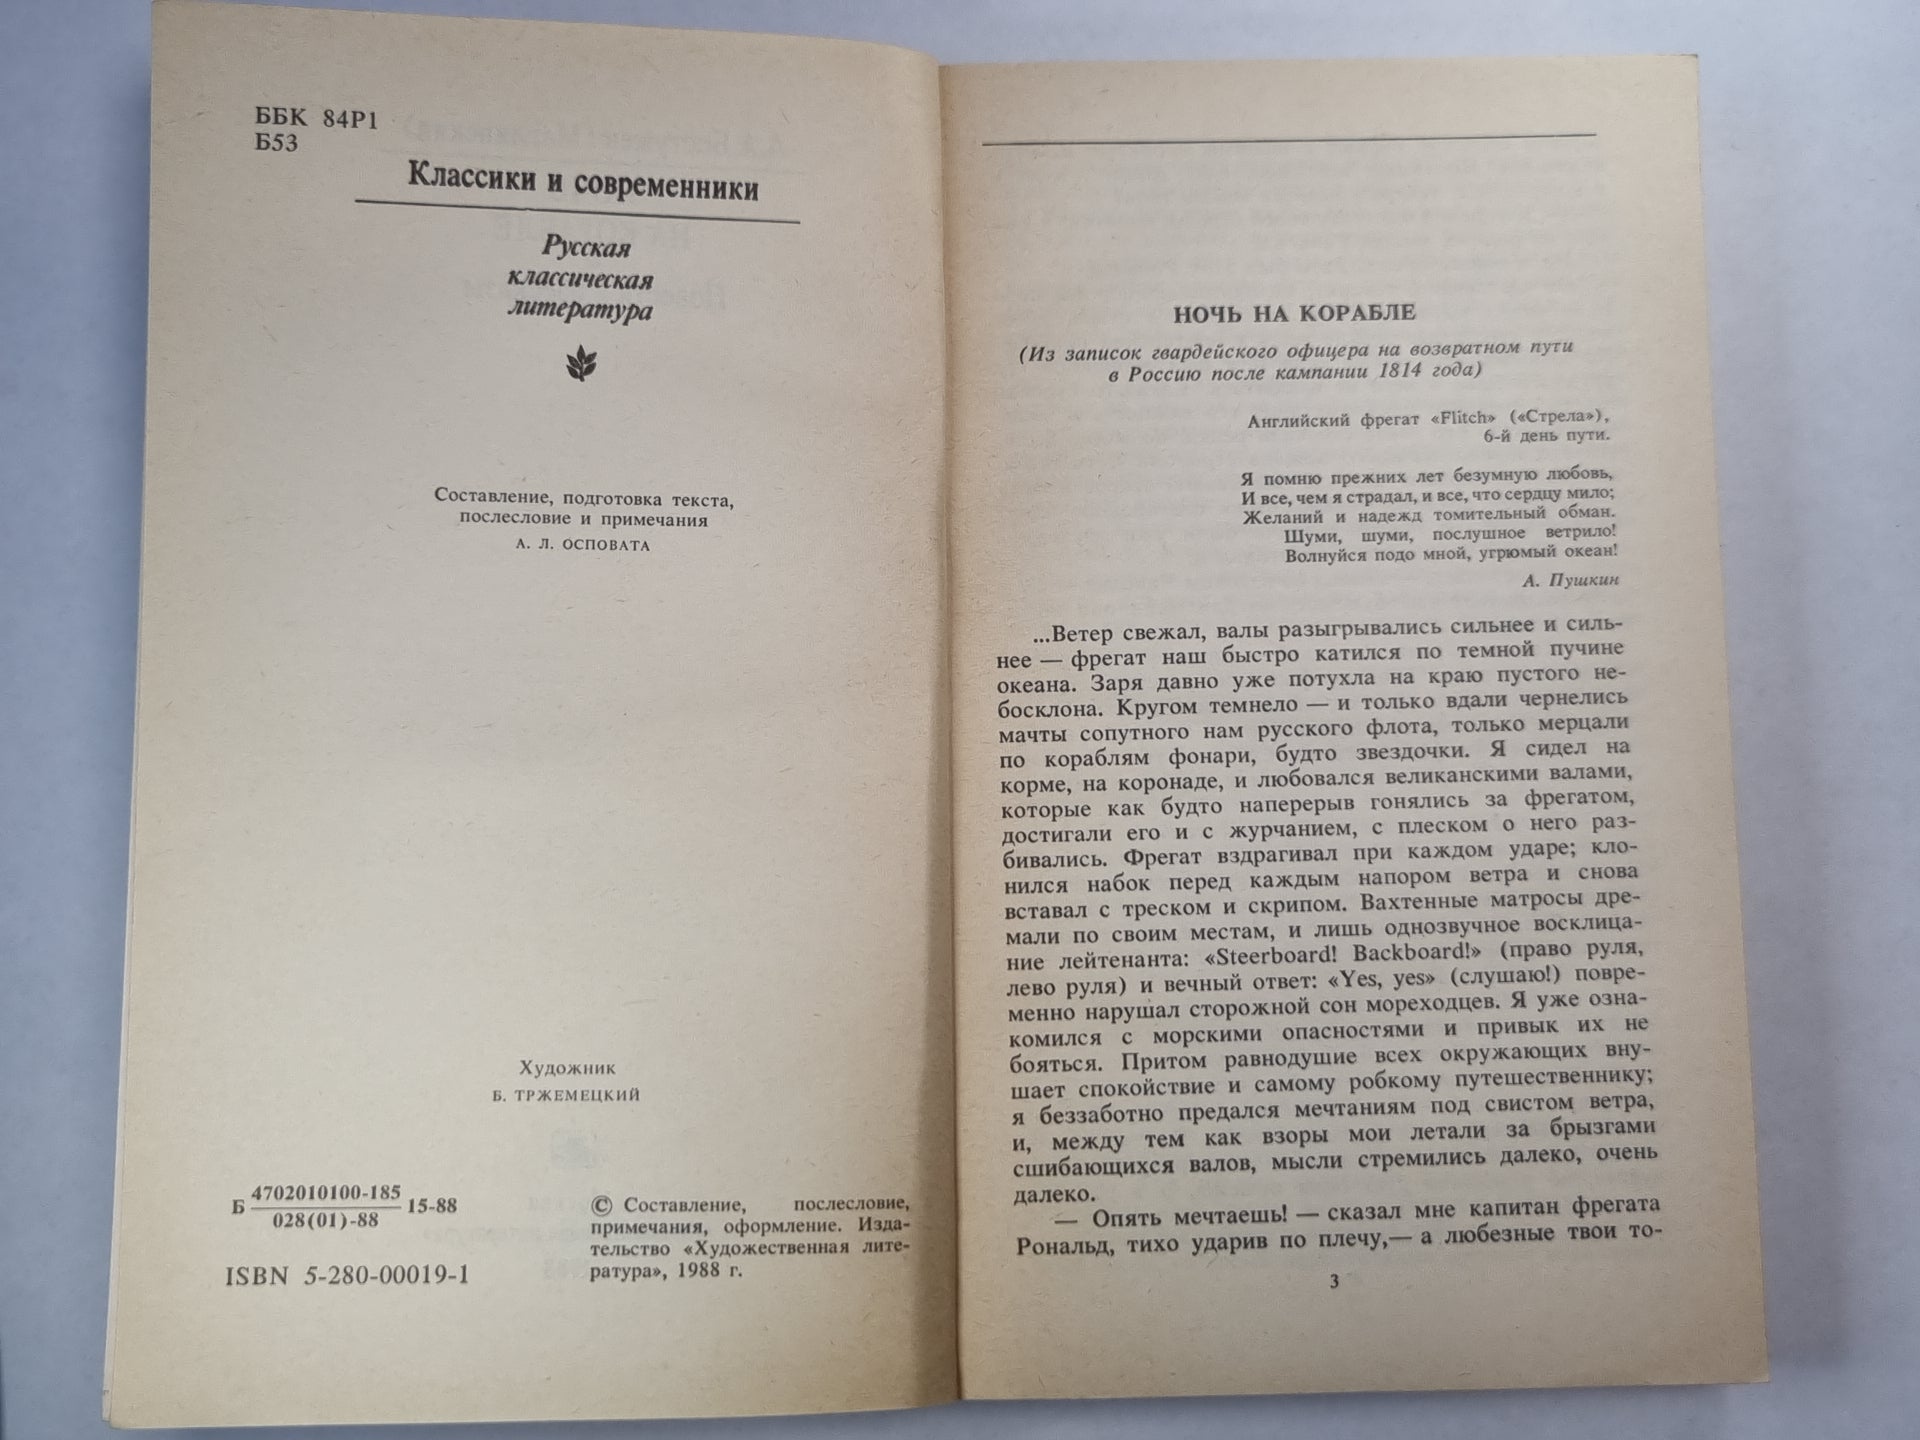 ББК 84Р1
Б53
Классики и современники
Русская
классическая
литература
Составление, подготовка текста,
послесловие и примечания
А. Л. ОСПОВАТА
Художник
Б. ТРЖЕМЕЦКИЙ
Б 4702010100-185 15-88
028(01)-88
ISBN 5-280-00019-1
© Составление, послесловие,
примечания, оформление. Изда-
тельство «Художественная лите-
ратура», 1988 г.
НОЧЬ НА КОРАБЛЕ
(Из записок гвардейского офицера на возвратном пути
в Россию после кампании 1814 года)
Английский фрегат «Flitch» («Стрела»),
6-й день пути.
Я помню прежних лет безумную любовь,
И все, чем я страдал, и все, что сердцу мило;
Желаний и надежд томительный обман.
Шуми, шуми, послушное ветрило!
Волнуйся подо мной, угрюмый океан!
А. Пушкин
...Ветер свежал, валы разыгрывались сильнее и силь-
нее — фрегат наш быстро катился по темной пучине
океана. Заря давно уже потухла на краю пустого не-
босклона. Кругом темнело — и только вдали чернелись
мачты сопутного нам русского флота, только мерцали
по кораблям фонари, будто звездочки. Я сидел на
корме, на коронаде, и любовался великанскими валами,
которые как будто наперерыв гонялись за фрегатом,
достигали его и с журчанием, с плеском о него раз-
бивались. Фрегат вздрагивал при каждом ударе; кло-
нился набок перед каждым напором ветра и снова
вставал с треском и скрипом. Вахтенные матросы дре-
мали по своим местам, и лишь однозвучное восклица-
ние лейтенанта: «Steerboard! Backboard!» (право руля,
лево руля) и вечный ответ: «Yes, yes» (слушаю!) повре-
менно нарушал сторожной сон мореходцев. Я уже озна-
комился с морскими опасностями и привык их не
бояться. Притом равнодушие всех окружающих вну-
шает спокойствие и самому робкому путешественнику;
я беззаботно предался мечтаниям под свистом ветра,
и, между тем как взоры мои летали за брызгами
сшибающихся валов, мысли стремились далеко, очень
далеко.
— Опять мечтаешь! — сказал мне капитан фрегата
Рональд, тихо ударив по плечу,— а любезные твои то-
3